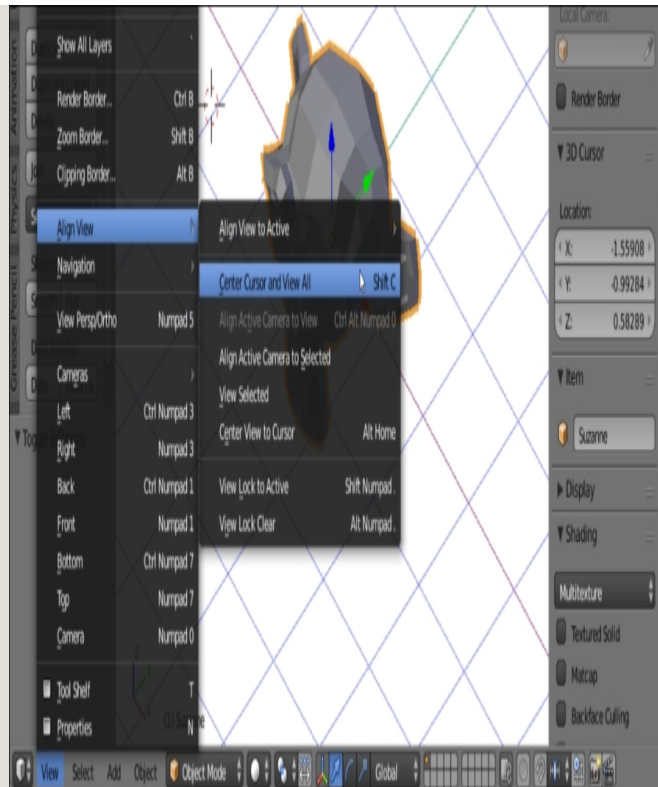 Show All Layers `
Render Border... Ctrl B
Zoom Border... Shift B
Clipping Border... Alt B
Align View
Navigation
View Persp/Ortho Numpad 5
Cameras
Left Ctrl Numpad 3
Right Numpad 3
Back Ctrl Numpad 1
Front Numpad 1
Bottom Ctrl Numpad 7
Top Numpad 7
Camera Numpad 0
Tool Shelf T
Properties N
Align View to Active
Center Cursor and View All Shift C
Align Active Camera to View Ctrl Alt Numpad 0
Align Active Camera to Selected
View Selected
Center View to Cursor Alt Home
View Lock to Active Shift Numpad .
View Lock Clear Alt Numpad .
Animation
Physics
Grease Pencil
Local Camera:
Render Border
3D Cursor
Location:
X: -1.55908
Y: -0.99284
Z: 0.58289
Item
Suzanne
Display
Shading
Multitexture
Textured Solid
Matcap
Backface Culling
View Select Add Object Object Mode Global